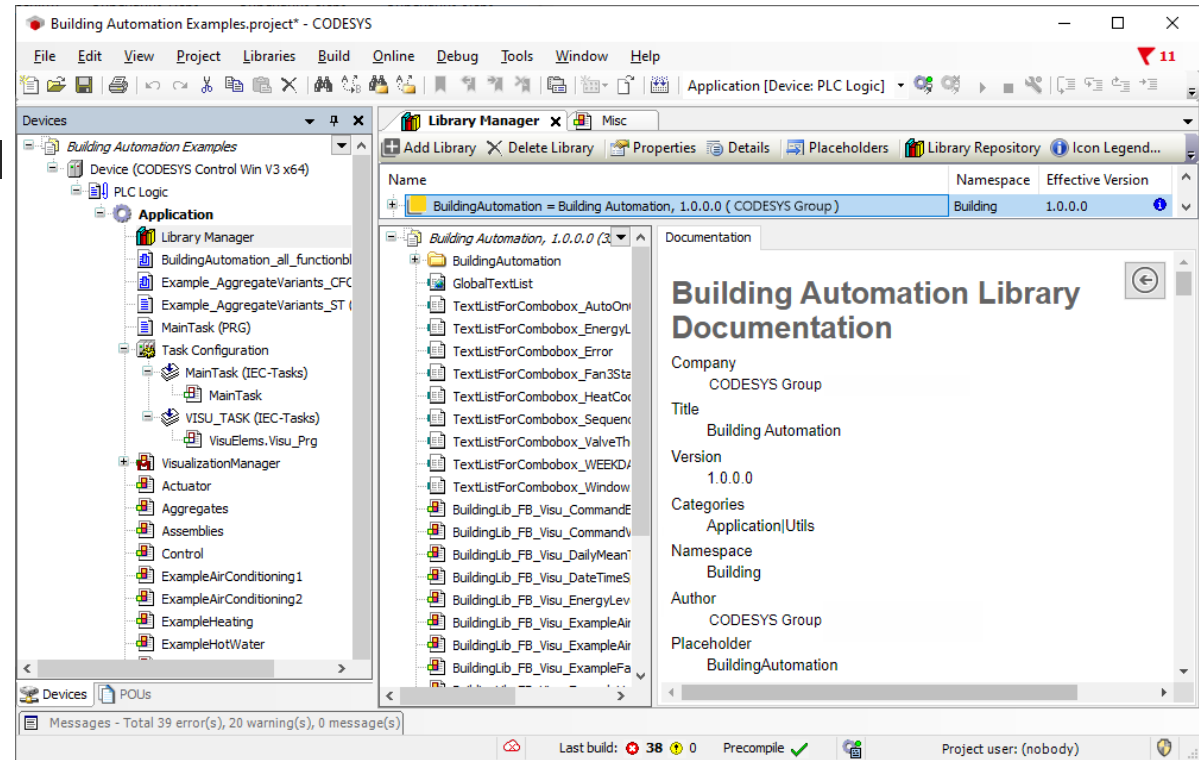 Building Automation Examples.project* - CODESYS
File Edit View Project Libraries Build Online Debug Tools Window Help
11
Application [Device: PLC Logic]
Devices
Building Automation Examples
Device (CODESYS Control Win V3 x64)
PLC Logic
Application
Library Manager
BuildingAutomation_all_functionbl
Example_AggregateVariants_CFC
Example_AggregateVariants_ST (
MainTask (PRG)
Task Configuration
MainTask (IEC-Tasks)
MainTask
VISU_TASK (IEC-Tasks)
VisuElems.Visu_Prg
VisualizationManager
Actuator
Aggregates
Assemblies
Control
ExampleAirConditioning1
ExampleAirConditioning2
ExampleHeating
ExampleHotWater
Devices POUs
Library Manager Misc
Add Library Delete Library Properties Details Placeholders Library Repository Icon Legend...
Name Namespace Effective Version
BuildingAutomation = Building Automation, 1.0.0.0 ( CODESYS Group ) Building 1.0.0.0
Building Automation, 1.0.0.0 (3.
BuildingAutomation
GlobalTextList
TextListForCombobox_AutoOn
TextListForCombobox_EnergyL
TextListForCombobox_Error
TextListForCombobox_Fan3Sta
TextListForCombobox_HeatCoo
TextListForCombobox_Sequenc
TextListForCombobox_ValveTh
TextListForCombobox_WEEKDA
TextListForCombobox_Window
BuildingLib_FB_Visu_CommandE
BuildingLib_FB_Visu_CommandV
BuildingLib_FB_Visu_DailyMeanT
BuildingLib_FB_Visu_DateTimeS
BuildingLib_FB_Visu_EnergyLev
BuildingLib_FB_Visu_ExampleAir
BuildingLib_FB_Visu_ExampleAir
BuildingLib_FB_Visu_ExampleFa
Documentation
Building Automation Library
Documentation
Company
CODESYS Group
Title
Building Automation
Version
1.0.0.0
Categories
Application|Utils
Namespace
Building
Author
CODESYS Group
Placeholder
BuildingAutomation
Messages - Total 39 error(s), 20 warning(s), 0 message(s)
Last build: 38 0 Precompile Project user: (nobody)